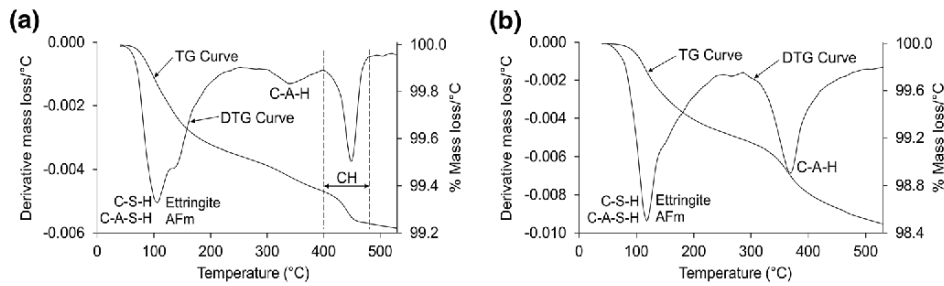 (a)
Derivative mass loss/°C
0.000
-0.002
-0.004
-0.006
TG Curve
DTG Curve
C-A-H
CH
C-S-H
C-A-S-H
Ettringite
AFm
100.0
99.8
99.6
99.4
99.2
% Mass loss/°C
0
100
200
300
400
500
Temperature (°C)
(b)
Derivative mass loss/°C
0.000
-0.002
-0.004
-0.006
-0.008
-0.010
TG Curve
DTG Curve
C-A-H
C-S-H
C-A-S-H
Ettringite
AFm
100.0
99.6
99.2
98.8
98.4
% Mass loss/°C
0
100
200
300
400
500
Temperature (°C)